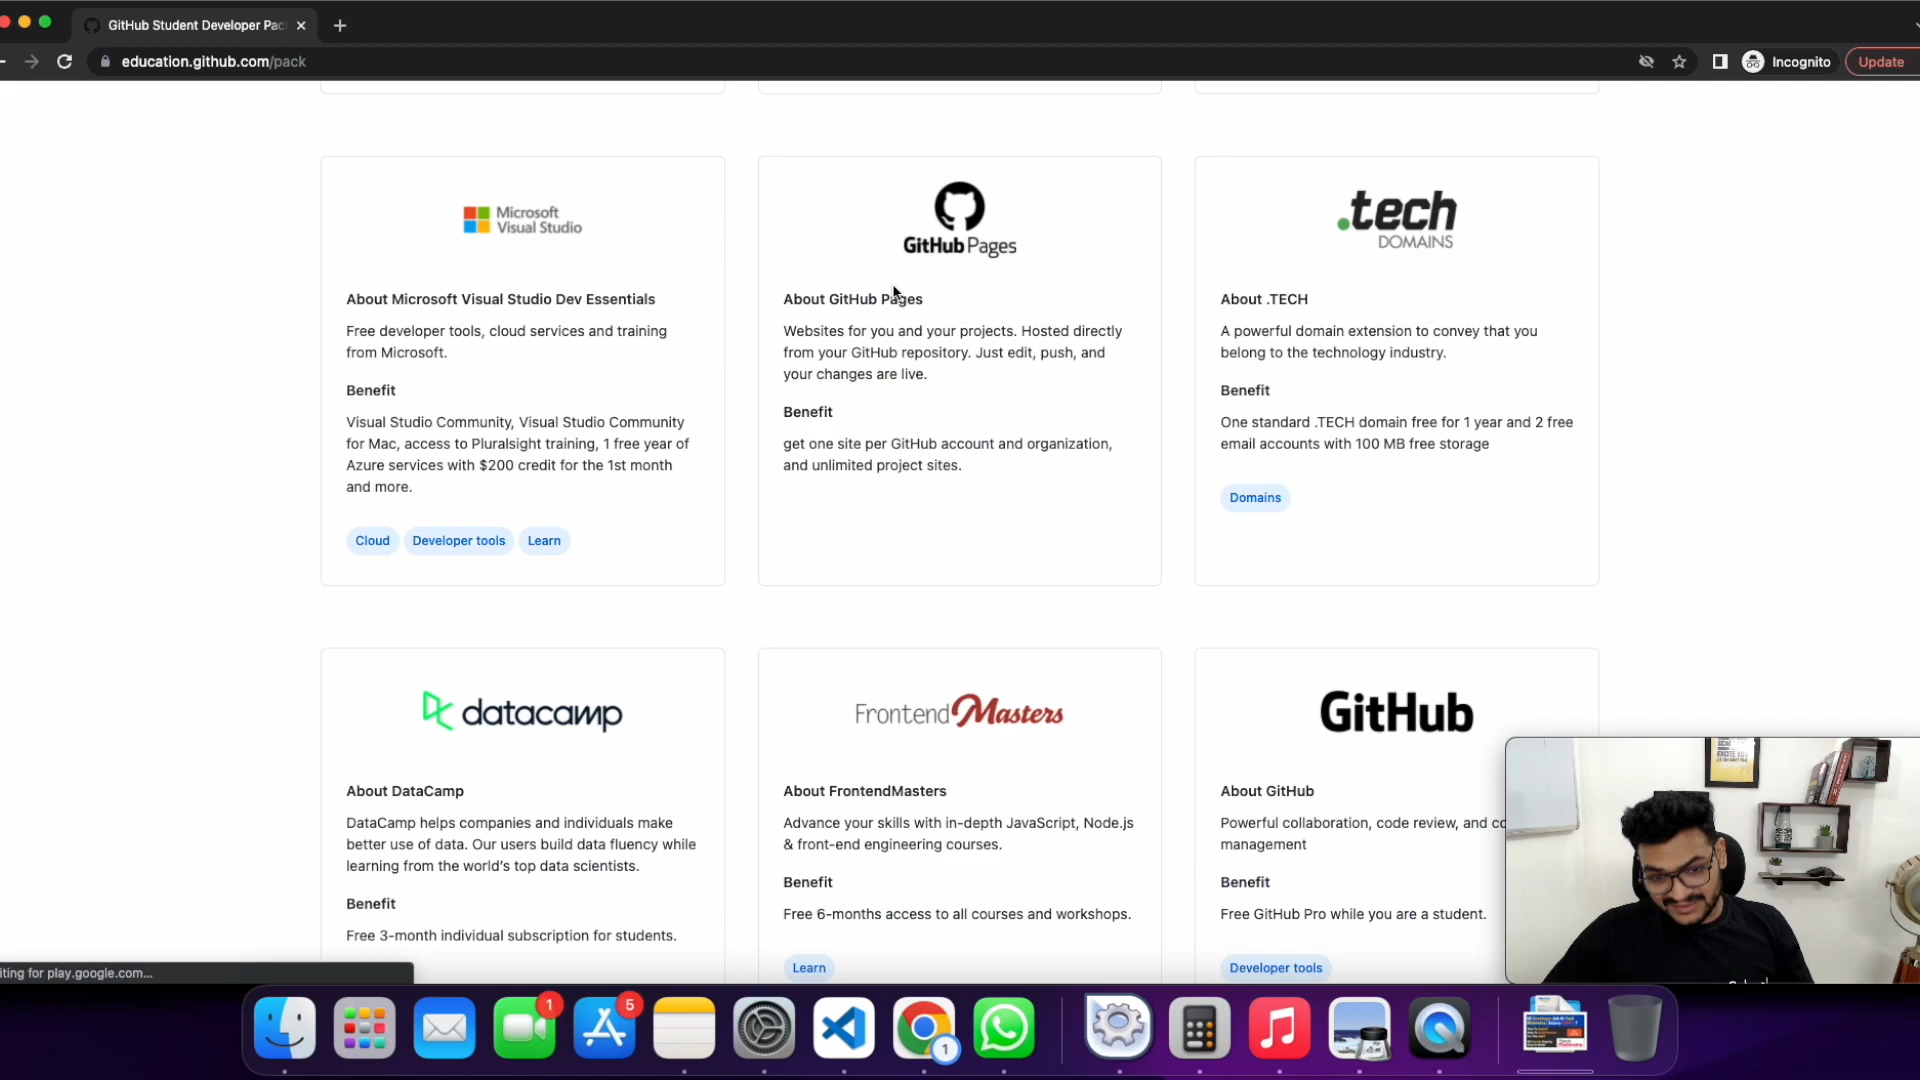 GitHub Student Developer Pac
education.github.com/pack
Incognito
Update
Microsoft
Visual Studio
About Microsoft Visual Studio Dev Essentials
Free developer tools, cloud services and training
from Microsoft.
Benefit
Visual Studio Community, Visual Studio Community
for Mac, access to Pluralsight training, 1 free year of
Azure services with $200 credit for the 1st month
and more.
Cloud
Developer tools
Learn
GitHub Pages
About GitHub Pages
Websites for you and your projects. Hosted directly
from your GitHub repository. Just edit, push, and
your changes are live.
Benefit
get one site per GitHub account and organization,
and unlimited project sites.
.tech
DOMAINS
About .TECH
A powerful domain extension to convey that you
belong to the technology industry.
Benefit
One standard .TECH domain free for 1 year and 2 free
email accounts with 100 MB free storage
Domains
datacamp
About DataCamp
DataCamp helps companies and individuals make
better use of data. Our users build data fluency while
learning from the world's top data scientists.
Benefit
Free 3-month individual subscription for students.
Frontend Masters
About FrontendMasters
Advance your skills with in-depth JavaScript, Node.js
& front-end engineering courses.
Benefit
Free 6-months access to all courses and workshops.
Learn
GitHub
About GitHub
Powerful collaboration, code review, and co
management
Benefit
Free GitHub Pro while you are a student.
Developer tools
iting for play.google.com...
1
5
1